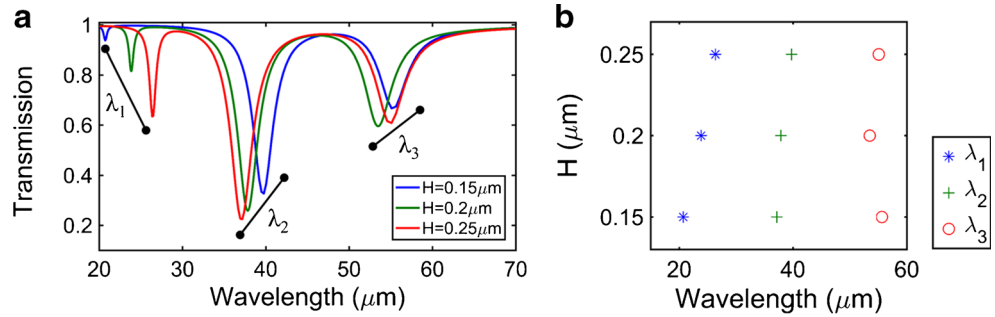 a
Transmission
1
0.8
0.6
0.4
0.2
λ1
λ2
λ3
H=0.15μm
H=0.2μm
H=0.25μm
20 30 40 50 60 70
Wavelength (μm)
b
H (μm)
0.25
0.2
0.15
20 40 60
Wavelength (μm)
λ1
λ2
λ3